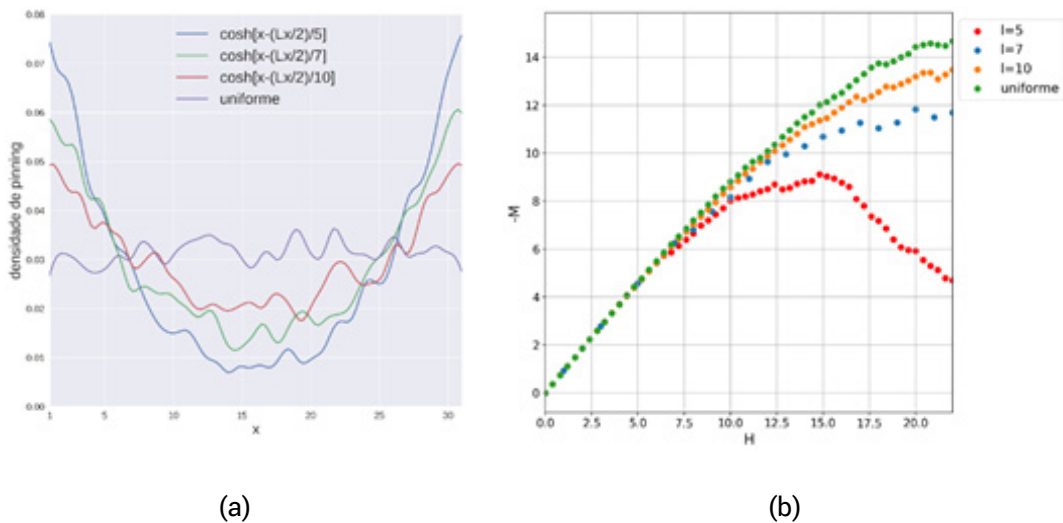 0.08
0.07
0.06
0.05
0.04
0.03
0.02
0.01
0.00
densidade de pinning
cosh[x-(Lx/2)/5]
cosh[x-(Lx/2)/7]
cosh[x-(Lx/2)/10]
uniforme
1 5 10 15 20 25 30
x
(a)
14
12
10
8
6
4
2
0
-M
0.0 2.5 5.0 7.5 10.0 12.5 15.0 17.5 20.0
H
l=5
l=7
l=10
uniforme
(b)